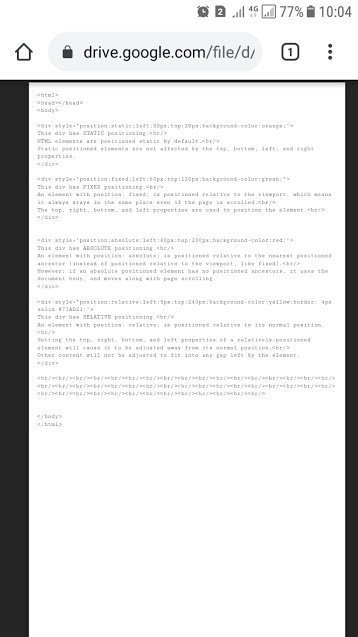 4G 77% 10:04
drive.google.com/file/d/ 1
<html>
<head></head>
<body>
<div style='position:static;left:80px;top:20px;background-color:orange;'>
This div has STATIC positioning.<br/>
HTML elements are positioned static by default.<br/>
Static positioned elements are not affected by the top, bottom, left, and right
properties.
</div>
<div style='position:fixed;left:60px;top:120px;background-color:green;'>
This div has FIXED positioning.<br/>
An element with position: fixed; is positioned relative to the viewport, which means
it always stays in the same place even if the page is scrolled.<br/>
The top, right, bottom, and left properties are used to position the element.<br/>
</div>
<div style='position:absolute;left:80px;top:200px;background-color:red;'>
This div has ABSOLUTE positioning.<br/>
An element with position: absolute; is positioned relative to the nearest positioned
ancestor (instead of positioned relative to the viewport, like fixed).<br/>
However; if an absolute positioned element has no positioned ancestors, it uses the
document body, and moves along with page scrolling.
</div>
<div style='position:relative;left:5px;top:240px;background-color:yellow;border: 4px
solid #73AD21;'>
This div has RELATIVE positioning.<br/>
An element with position: relative; is positioned relative to its normal position.
<br/>
Setting the top, right, bottom, and left properties of a relatively-positioned
element will cause it to be adjusted away from its normal position.<br/>
Other content will not be adjusted to fit into any gap left by the element.
</div>
<br/><br/><br/><br/><br/><br/><br/><br/><br/><br/><br/><br/><br/><br/><br/><br/>
<br/><br/><br/><br/><br/><br/><br/><br/><br/><br/><br/><br/><br/><br/><br/><br/>
<br/><br/><br/><br/><br/><br/><br/><br/><br/><br/><br/><br/>
</body>
</html>